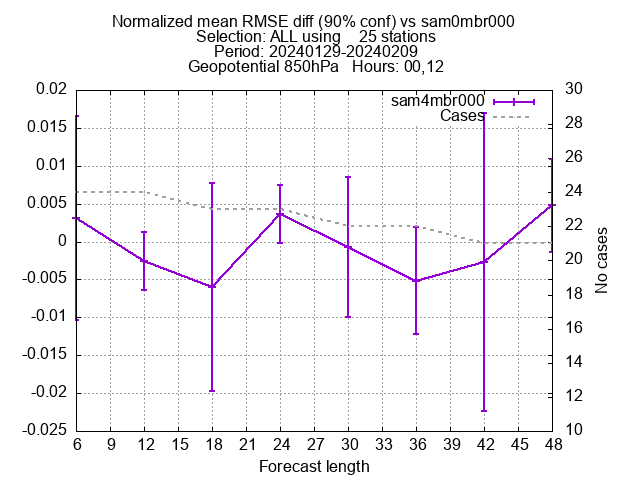 Normalized mean RMSE diff (90% conf) vs sam0mbr000
Selection: ALL using    25 stations
Period: 20240129-20240209
Geopotential 850hPa   Hours: 00,12
sam4mbr000
Cases
0.02
0.015
0.01
0.005
0
-0.005
-0.01
-0.015
-0.02
-0.025
30
28
26
24
22
20
18
16
14
12
10
No cases
6 9 12 15 18 21 24 27 30 33 36 39 42 45 48
Forecast length